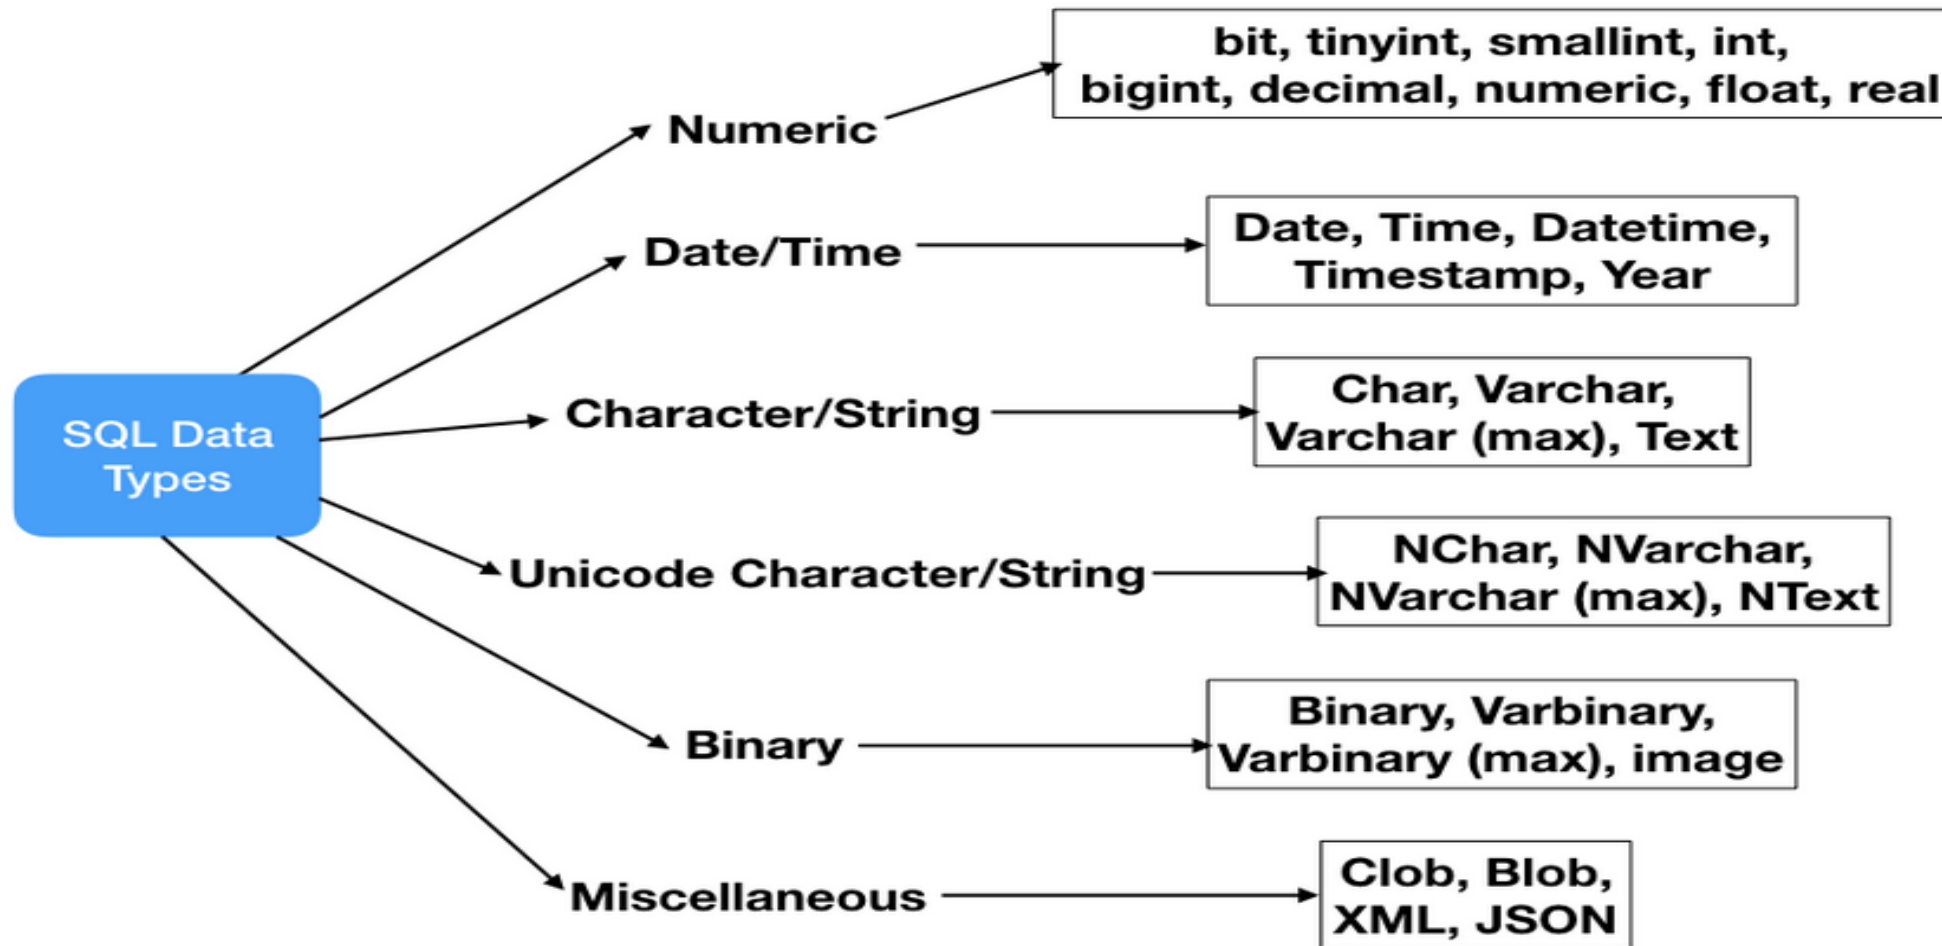 SQL Data
Types
Numeric
bit, tinyint, smallint, int,
bigint, decimal, numeric, float, real
Date/Time
Date, Time, Datetime,
Timestamp, Year
Character/String
Char, Varchar,
Varchar (max), Text
Unicode Character/String
NChar, NVarchar,
NVarchar (max), NText
Binary
Binary, Varbinary,
Varbinary (max), image
Miscellaneous
Clob, Blob,
XML, JSON